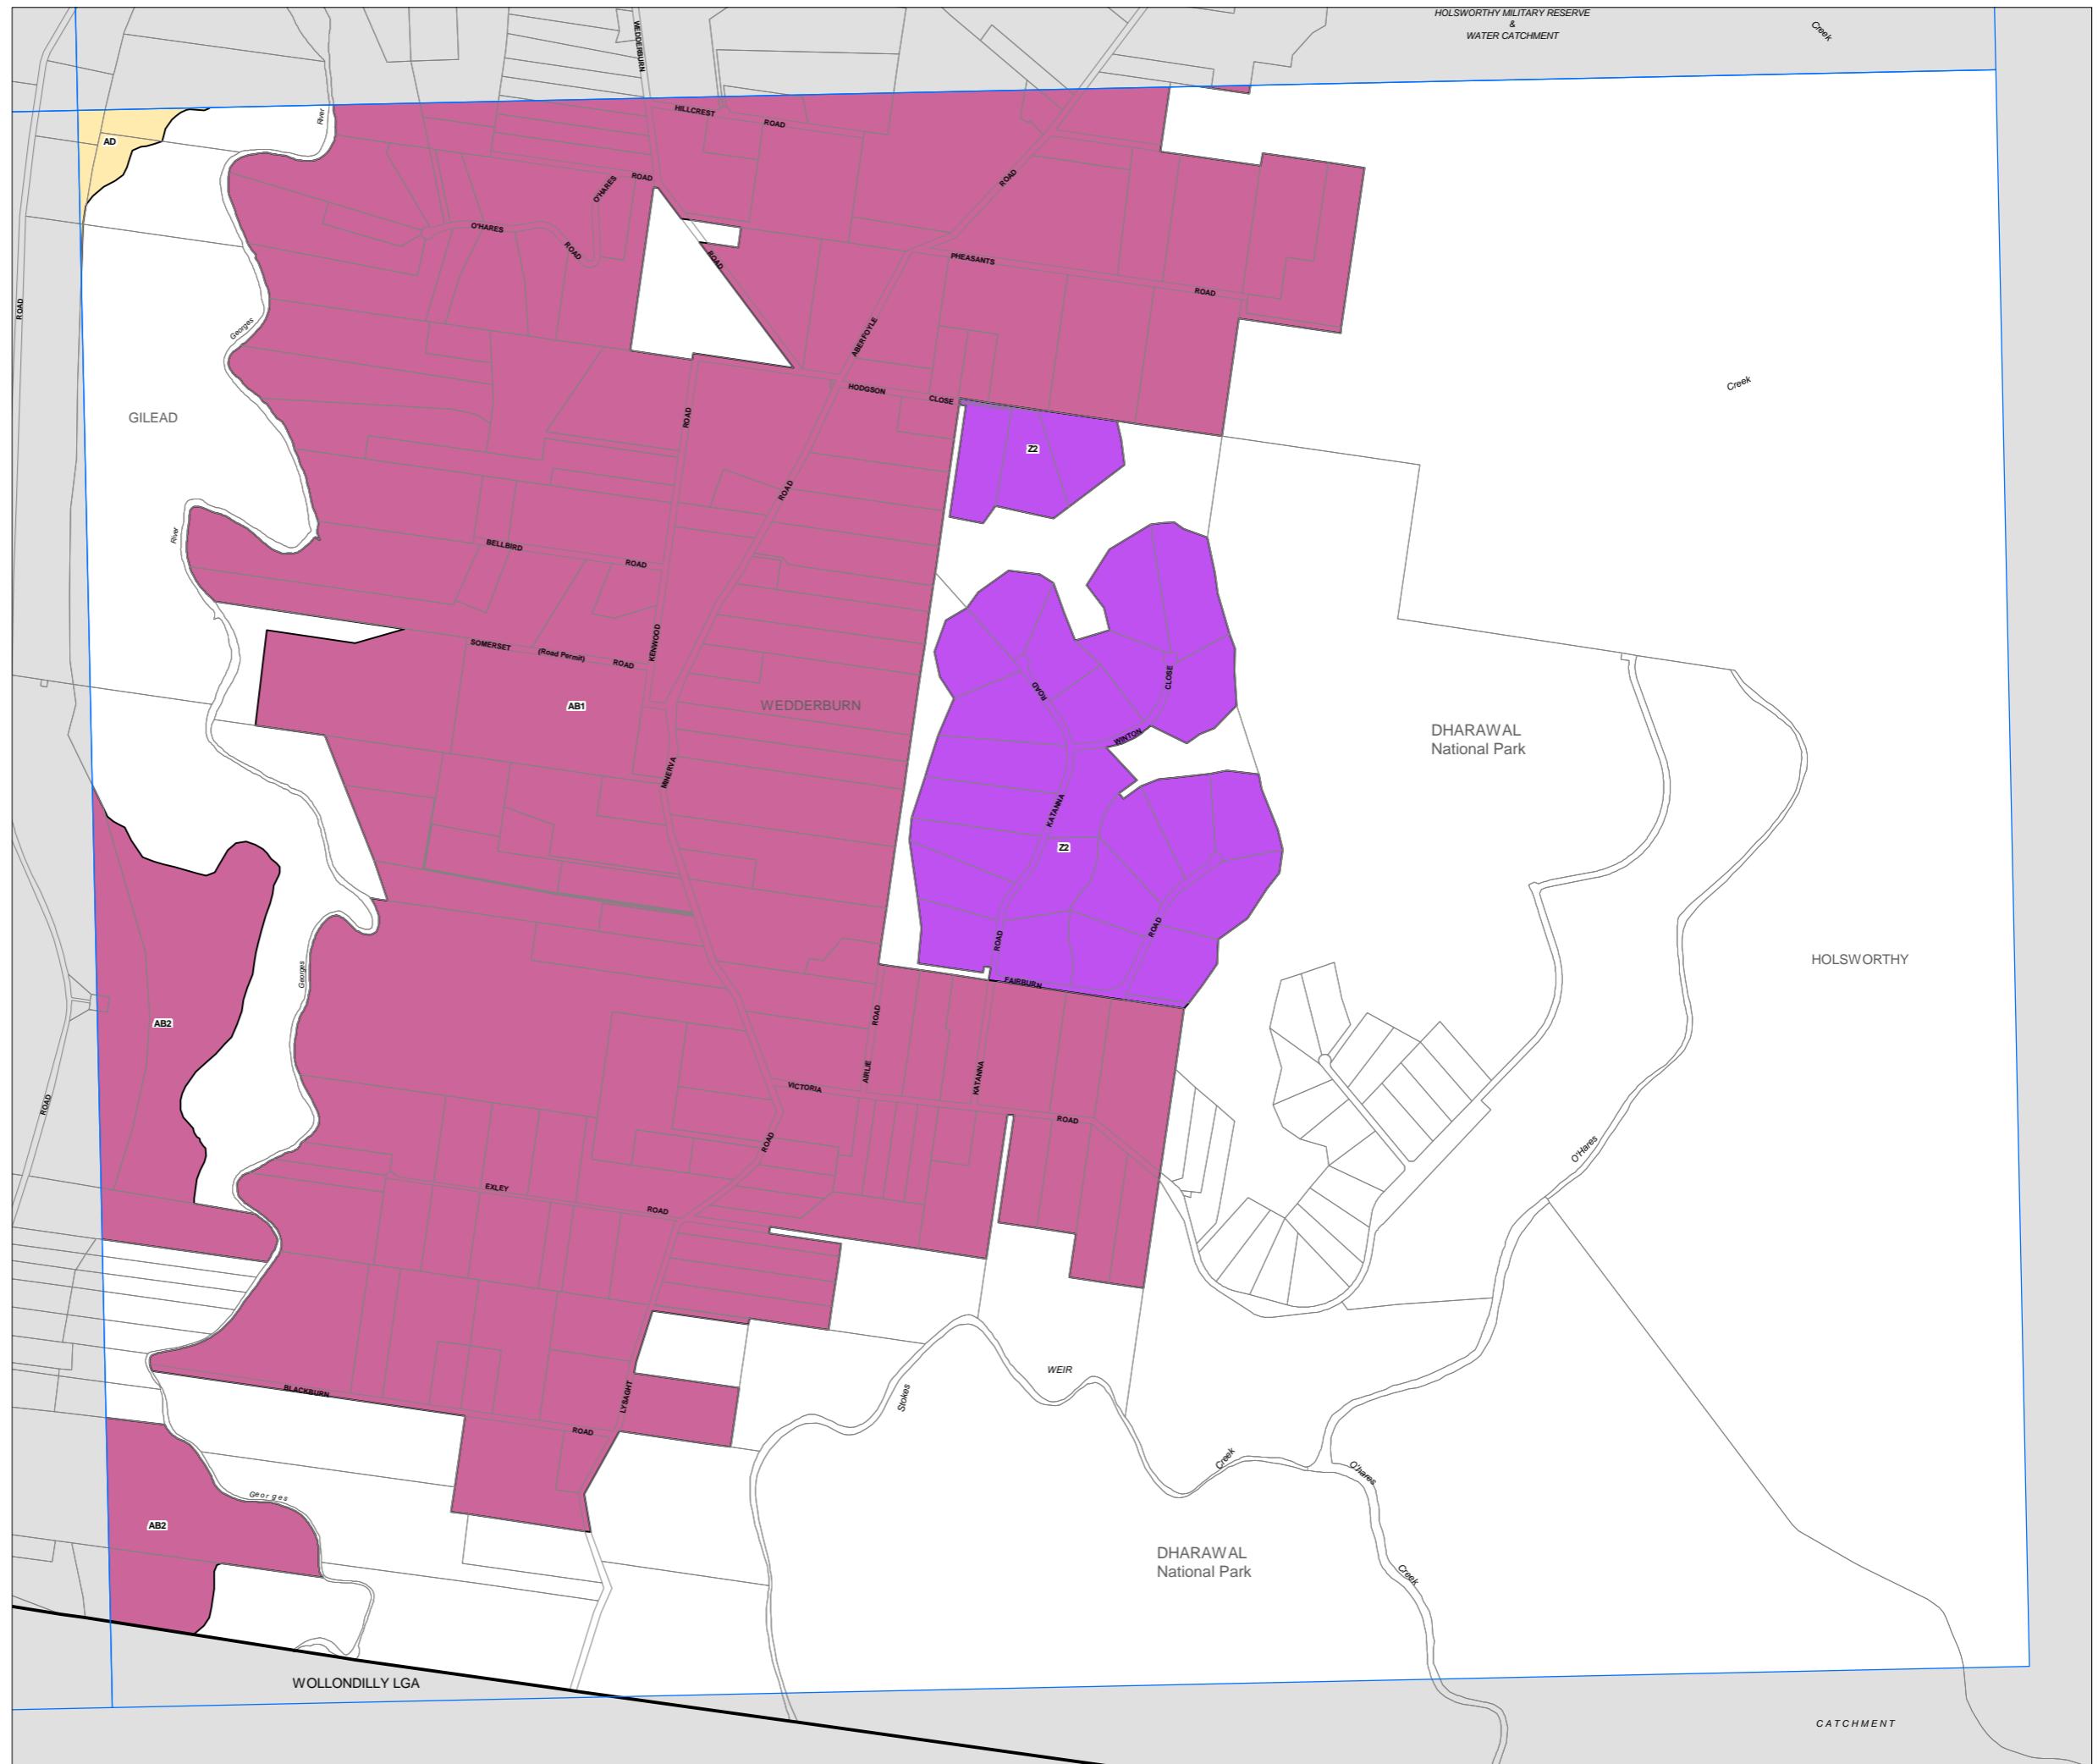 HOLSWORTHY MILITARY RESERVE
&
WATER CATCHMENT
Creek
WEDDERBURN
HILLCREST
ROAD
River
AD
ROAD
O'HARES
ROAD
O'HARES
ROAD
ROAD
PHEASANTS
ROAD
ROAD
Georges
ABERFOYLE
Creek
HODGSON
CLOSE
GILEAD
ROAD
Z2
ROAD
River
BELLBIRD
ROAD
SOMERSET
(Road Permit)
ROAD
KENWOOD
CLOSE
ROAD
AB1
WEDDERBURN
DHARAWAL
National Park
WINTON
MINERVA
KATANNA
Z2
ROAD
ROAD
HOLSWORTHY
Georges
FAIRBURN
AB2
ROAD
AIRLIE
KATANNA
VICTORIA
ROAD
ROAD
ROAD
O'Hares
EXLEY
ROAD
WEIR
Stokes
BLACKBURN
LYSAGHT
ROAD
Creek
O'hares
Georges
AB2
DHARAWAL
National Park
Creek
WOLLONDILLY LGA
CATCHMENT